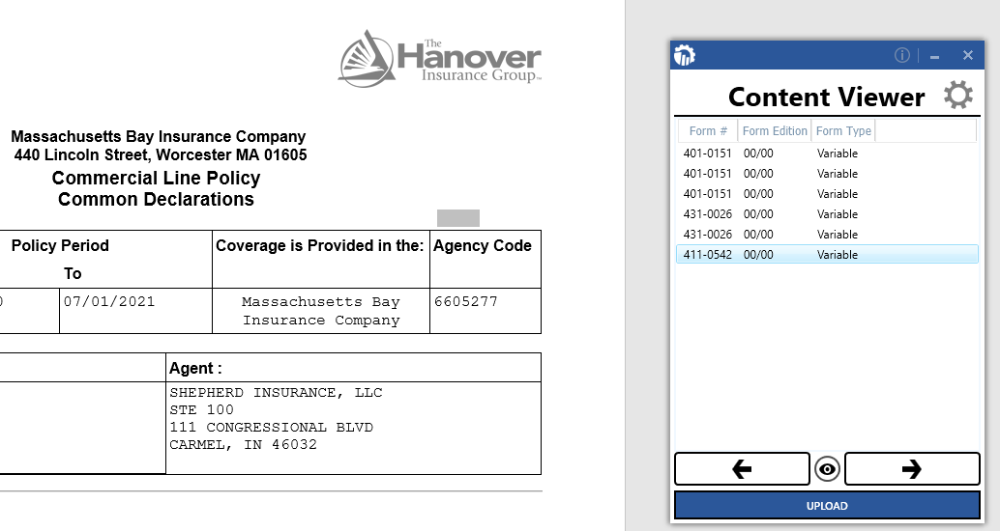 The
Hanover
Insurance Group™
Massachusetts Bay Insurance Company
440 Lincoln Street, Worcester MA 01605
Commercial Line Policy
Common Declarations
Policy Period
To
Coverage is Provided in the:
Agency Code
0
07/01/2021
Massachusetts Bay
Insurance Company
6605277
Agent :
SHEPHERD INSURANCE, LLC
STE 100
111 CONGRESSIONAL BLVD
CARMEL, IN 46032
Content Viewer
Form # Form Edition Form Type
401-0151 00/00 Variable
401-0151 00/00 Variable
401-0151 00/00 Variable
431-0026 00/00 Variable
431-0026 00/00 Variable
411-0542 00/00 Variable
UPLOAD